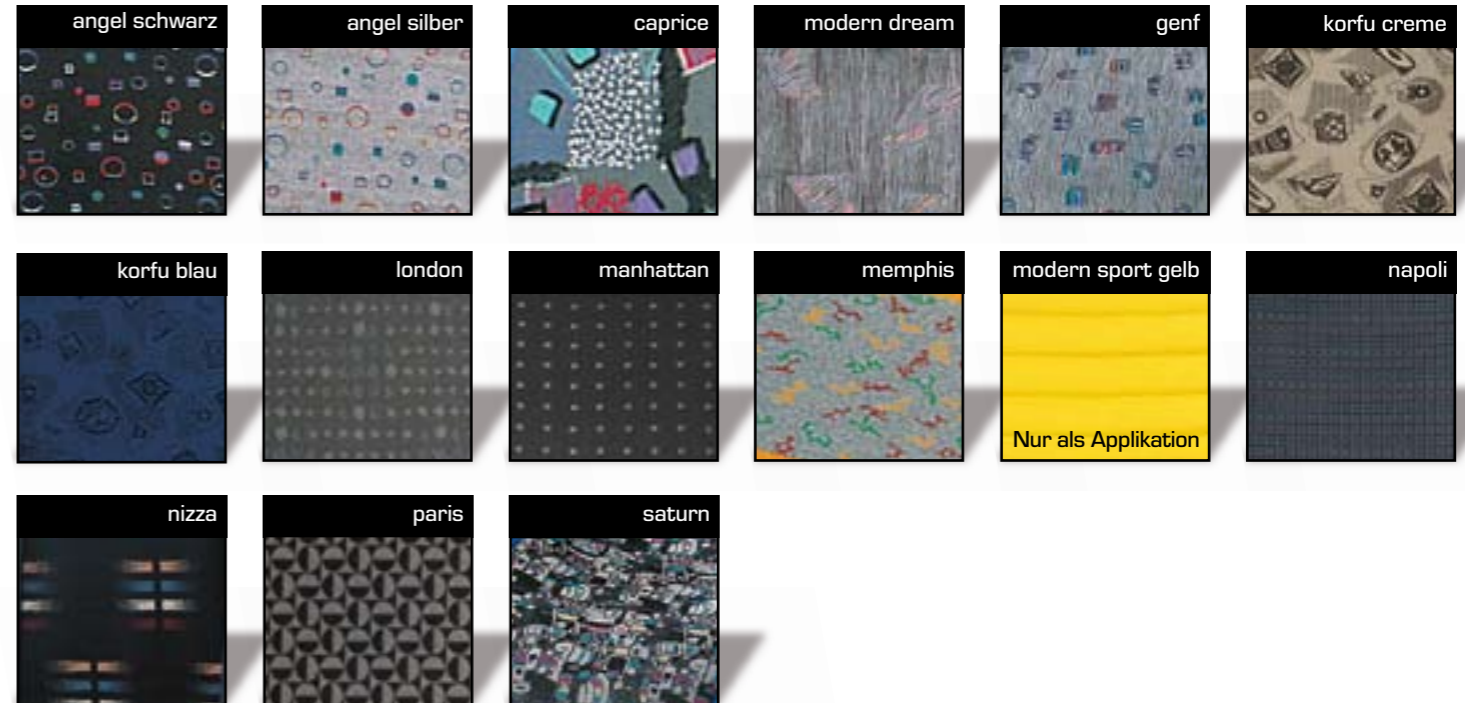 angel schwarz
angel silber
caprice
modern dream
genf
korfu creme
korfu blau
london
manhattan
memphis
modern sport gelb
Nur als Applikation
napoli
nizza
paris
saturn